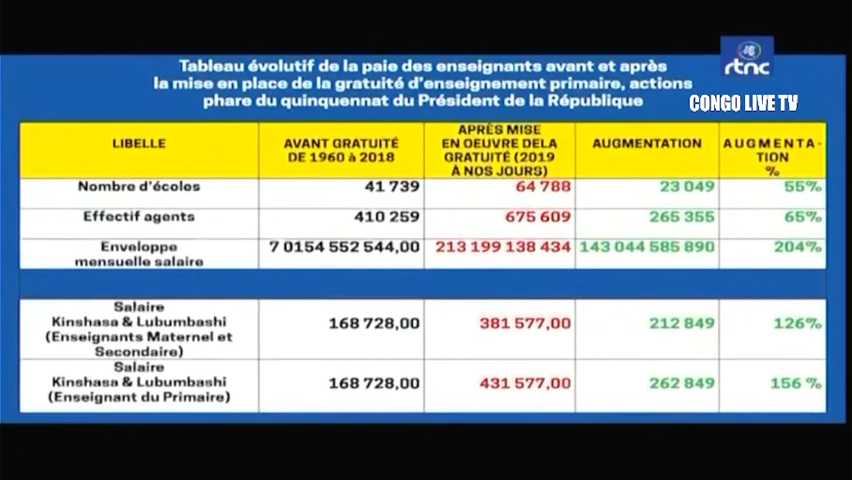 Tableau évolutif de la paie des enseignants avant et après
la mise en place de la gratuité d'enseignement primaire, actions
phare du quinquennat du Président de la République
rtnc
CONGO LIVE TV
LIBELLE
AVANT GRATUITÉ
DE 1960 à 2018
APRÈS MISE
EN OEUVRE DELA
GRATUITÉ (2019
À NOS JOURS)
AUGMENTATION
AUGMENTA-
TION
%
Nombre d'écoles 41 739 64 788 23 049 55%
Effectif agents 410 259 675 609 265 355 65%
Enveloppe
mensuelle salaire
7 0154 552 544,00 213 199 138 434 143 044 585 890 204%
Salaire
Kinshasa & Lubumbashi
(Enseignants Maternel et
Secondaire)
168 728,00 381 577,00 212 849 126%
Salaire
Kinshasa & Lubumbashi
(Enseignant du Primaire)
168 728,00 431 577,00 262 849 156 %